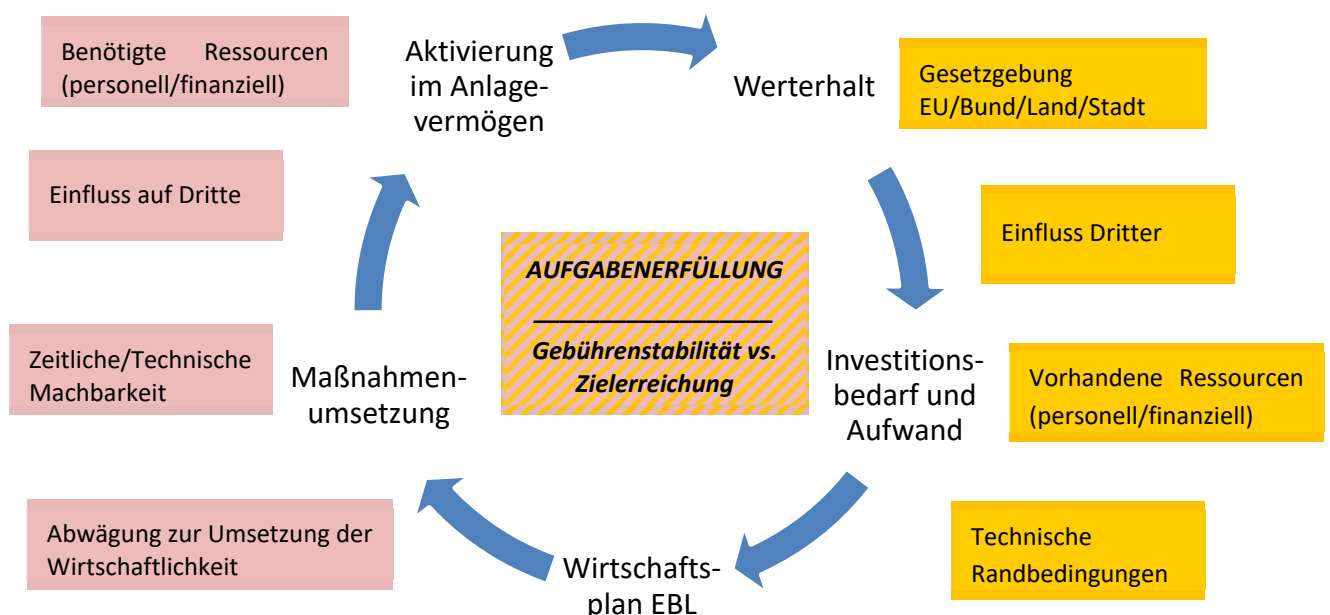 Benötigte Ressourcen
(personell/finanziell)
Aktivierung
im Anlage-
vermögen
Werterhalt
Gesetzgebung
EU/Bund/Land/Stadt
Einfluss auf Dritte
Einfluss Dritter
AUFGABENERFÜLLUNG
__________________
Gebührenstabilität vs.
Zielerreichung
Zeitliche/Technische
Machbarkeit
Maßnahmen-
umsetzung
Investitions-
bedarf und
Aufwand
Vorhandene Ressourcen
(personell/finanziell)
Abwägung zur Umsetzung der
Wirtschaftlichkeit
Wirtschafts-
plan EBL
Technische
Randbedingungen